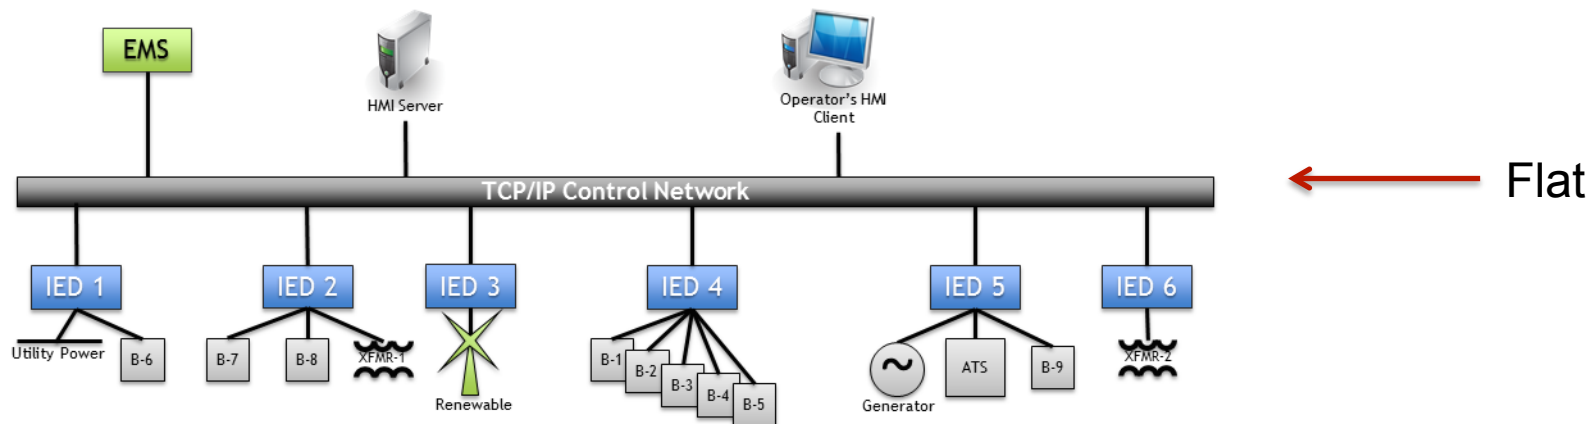 EMS
HMI Server
Operator's HMI
Client
TCP/IP Control Network
Flat
IED 1
IED 2
IED 3
IED 4
IED 5
IED 6
Utility Power
B-6
B-7
B-8
XFMR-1
Renewable
B-1
B-2
B-3
B-4
B-5
Generator
ATS
B-9
XFMR-2